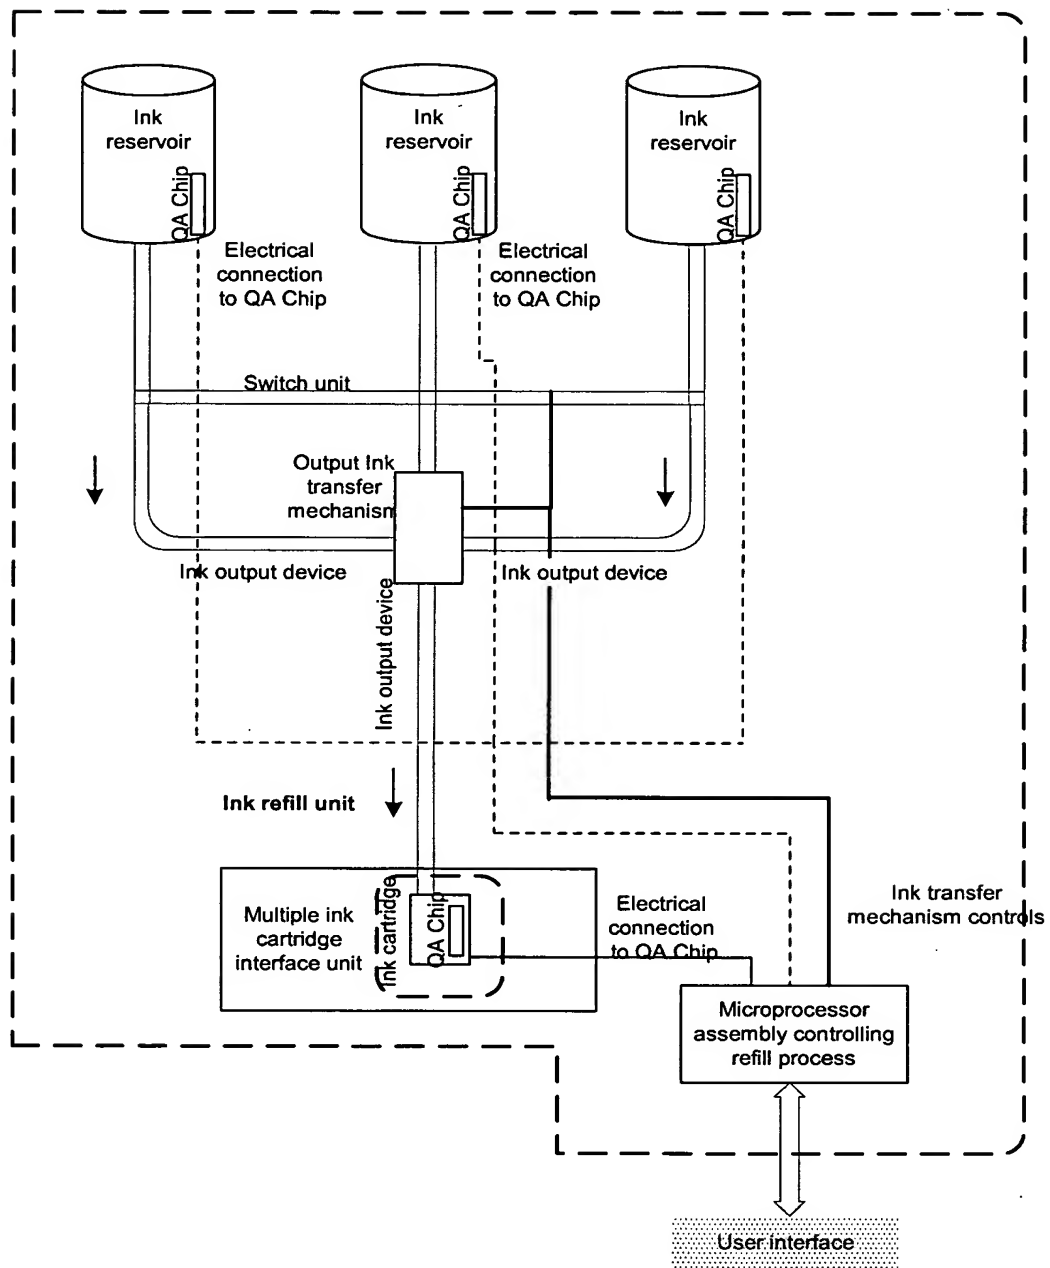 Ink
reservoir
QA Chip
Ink
reservoir
QA Chip
Ink
reservoir
QA Chip
Electrical
connection
to QA Chip
Electrical
connection
to QA Chip
Switch unit
Output Ink
transfer
mechanism
Ink output device
Ink output device
Ink output device
Ink refill unit
Multiple ink
cartridge
interface unit
Ink cartridge
QA Chip
Electrical
connection
to QA Chip
Ink transfer
mechanism controls
Microprocessor
assembly controlling
refill process
User interface